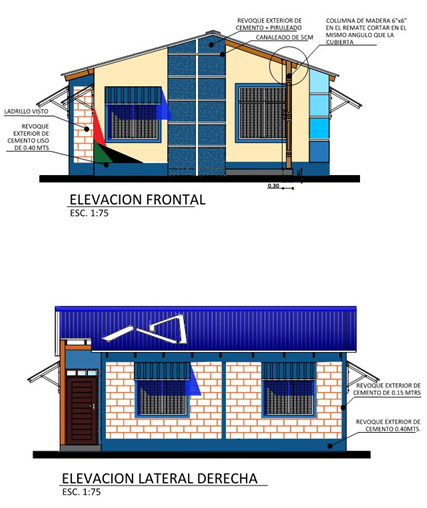 REVOQUE EXTERIOR DE
CEMENTO + PIRULEADO
CANALEADO DE 5CM
COLUMNA DE MADERA 6"x6"
EN EL REMATE CORTAR EN EL
MISMO ANGULO QUE LA
CUBIERTA
LADRILLO VISTO
REVOQUE
EXTERIOR DE
CEMENTO LISO
DE 0.40 MTS
0.30
ELEVACION FRONTAL
ESC. 1:75
REVOQUE EXTERIOR DE
CEMENTO DE 0.15 MTRS
REVOQUE EXTERIOR DE
CEMENTO 0.40MTS.
ELEVACION LATERAL DERECHA
ESC. 1:75